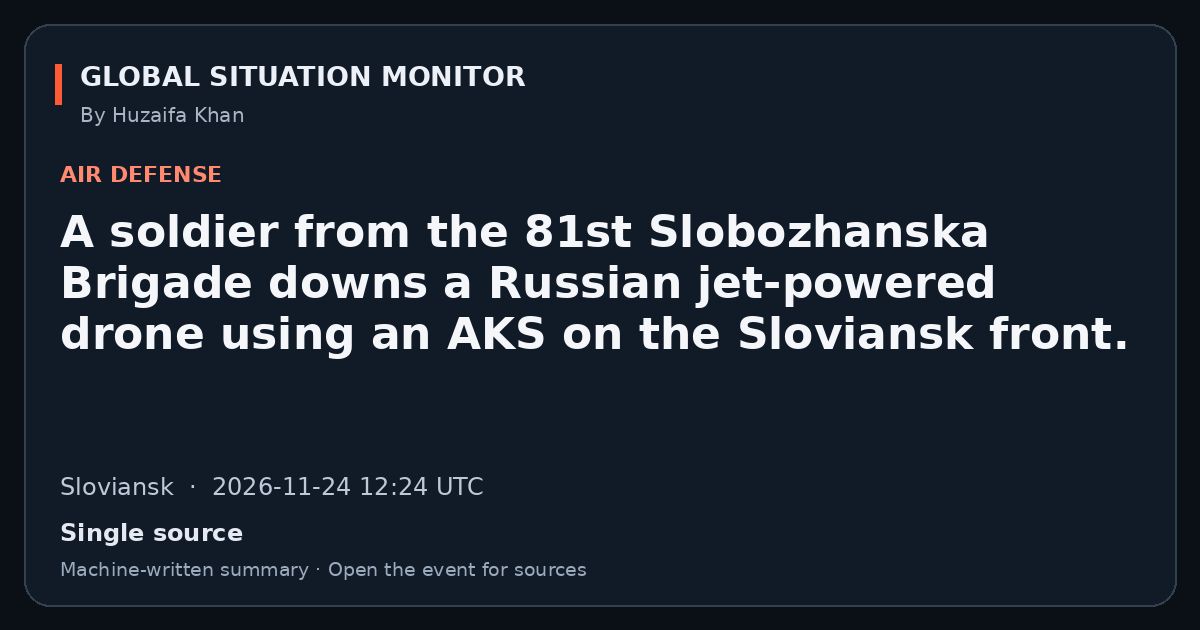 GLOBAL SITUATION MONITOR
By Huzaifa Khan
AIR DEFENSE
A soldier from the 81st Slobozhanska
Brigade downs a Russian jet-powered
drone using an AKS on the Sloviansk front.
Sloviansk · 2026-11-24 12:24 UTC
Single source
Machine-written summary · Open the event for sources